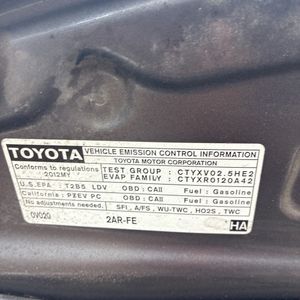 TOYOTA VEHICLE EMISSION CONTROL INFORMATION
TOYOTA MOTOR CORPORATION
Conforms to regulations
2012MY
TEST GROUP : CTYXV02.5HE2
EVAP FAMILY : CTYXR0120A42
U.S.EPA : T2B5 LDV OBD : CAII Fuel : Gasoline
California : PZEV PC OBD : CAII Fuel : Gasoline
No adjustments needed. SFI, A/FS, WU-TWC, HO2S, TWC
0V020 2AR-FE HA